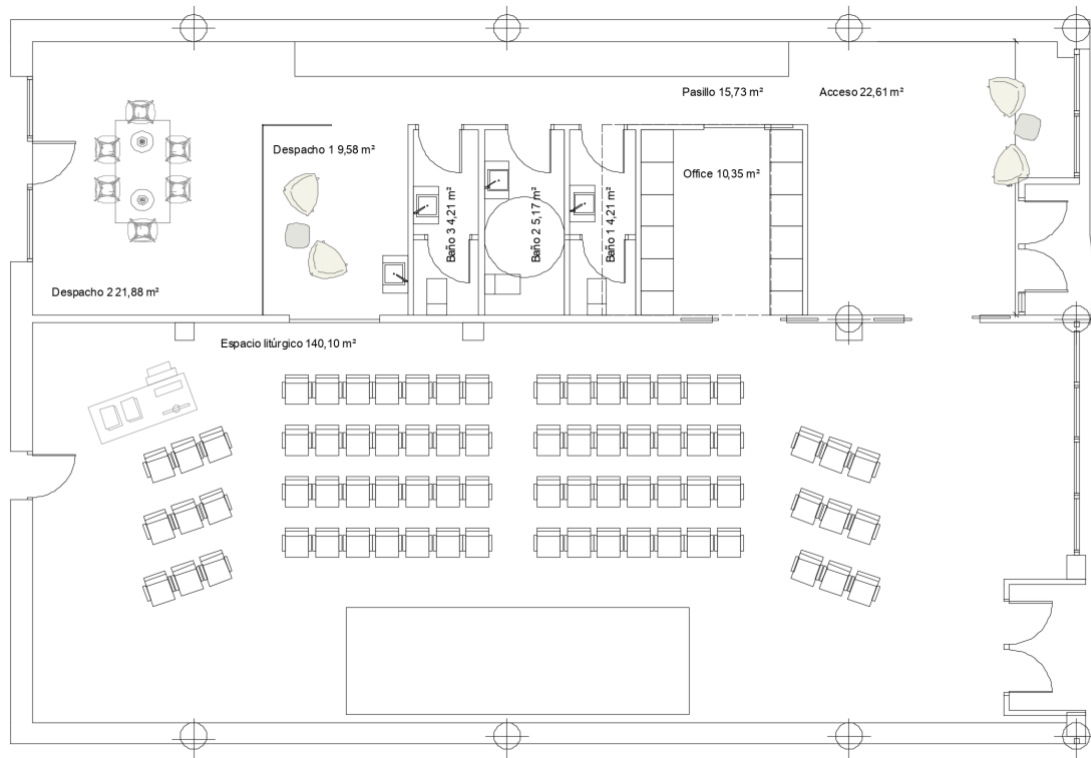 Pasillo 15,73 m²
Acceso 22,61 m²
Despacho 1 9,58 m²
Office 10,35 m²
Baño 3 4,21 m²
Baño 2 5,17 m²
Baño 1 4,21 m²
Despacho 2 21,88 m²
Espacio litúrgico 140,10 m²